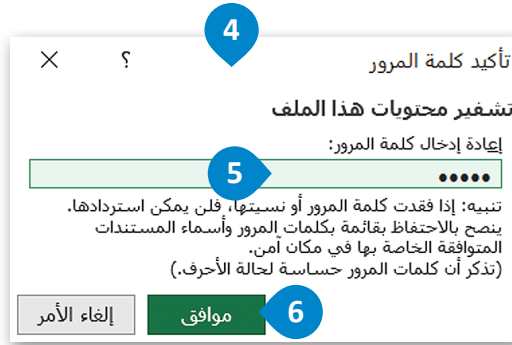 4
تأكيد كلمة المرور ؟ ×
تشفير محتويات هذا الملف
إعادة إدخال كلمة المرور:
5 •••••
تنبيه: إذا فقدت كلمة المرور أو نسيتها، فلن يمكن استردادها.
ينصح بالاحتفاظ بقائمة بكلمات المرور وأسماء المستندات
المتوافقة الخاصة بها في مكان آمن.
(تذكر أن كلمات المرور حساسة لحالة الأحرف.)
6 موافق إلغاء الأمر